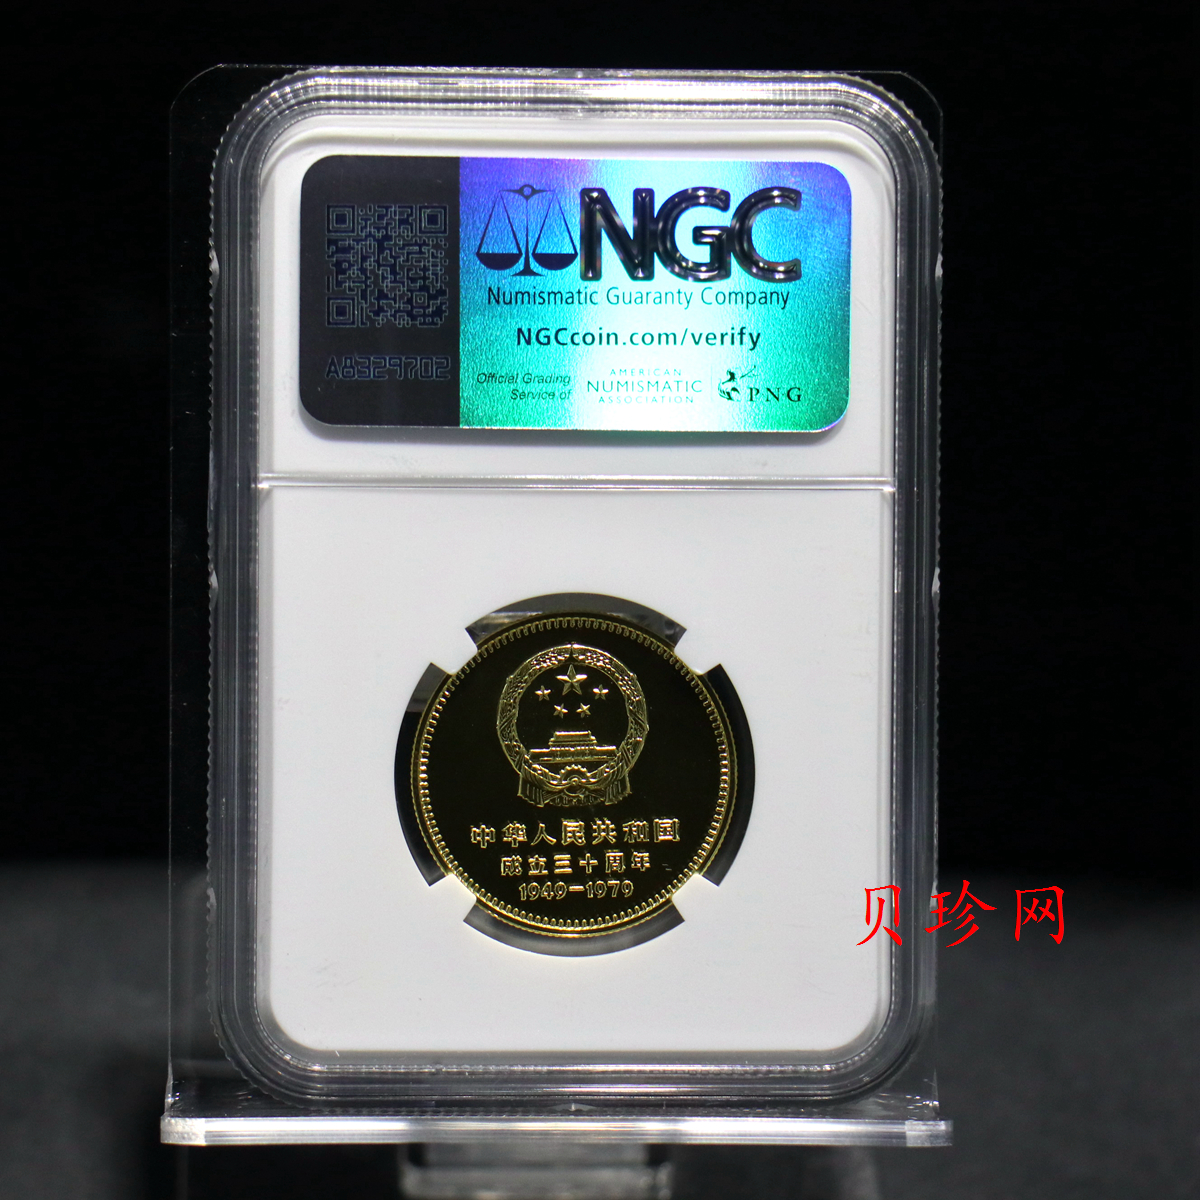 NGC
Numismatic Guaranty Company
NGCcoin.com/verify
A8329702
Official Grading
Service of
AMERICAN
NUMISMATIC
ASSOCIATION
PNG
中华人民共和国
成立三十周年
1949-1979
贝珍网